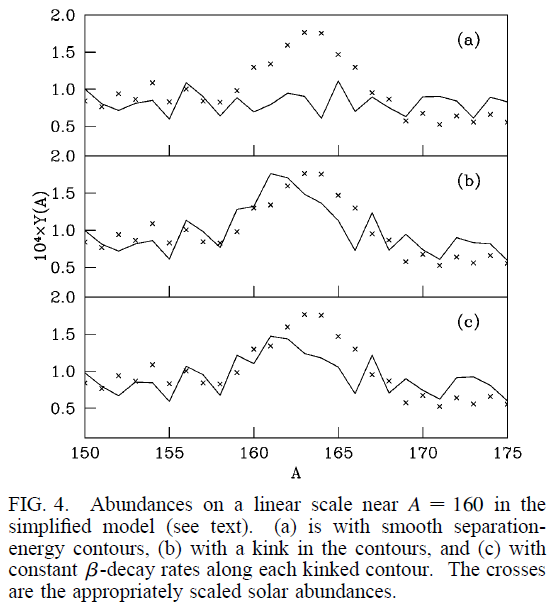 2.0
(a)
1.5
1.0
0.5
2.0
(b)
1.5
10⁴×Y(A)
1.0
0.5
2.0
(c)
1.5
1.0
0.5
150 155 160 165 170 175
A
FIG. 4. Abundances on a linear scale near A = 160 in the
simplified model (see text). (a) is with smooth separation-
energy contours, (b) with a kink in the contours, and (c) with
constant β-decay rates along each kinked contour. The crosses
are the appropriately scaled solar abundances.